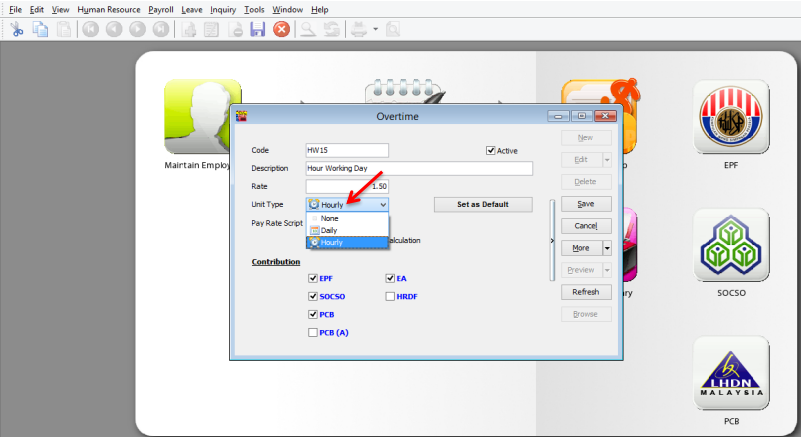 File Edit View Human Resource Payroll Leave Inquiry Tools Window Help
Overtime
Code HW15 Active
Description Hour Working Day
Rate 1.50
Unit Type Hourly Set as Default
None
Daily
Hourly
Pay Rate Script
alculation
Contribution
EPF EA
SOCSO HRDF
PCB
PCB (A)
New
Edit
Delete
Save
Cancel
More
Preview
Refresh
Browse
Maintain Employ
p
ry
EPF
SOCSO
LHDN
MALAYSIA
PCB